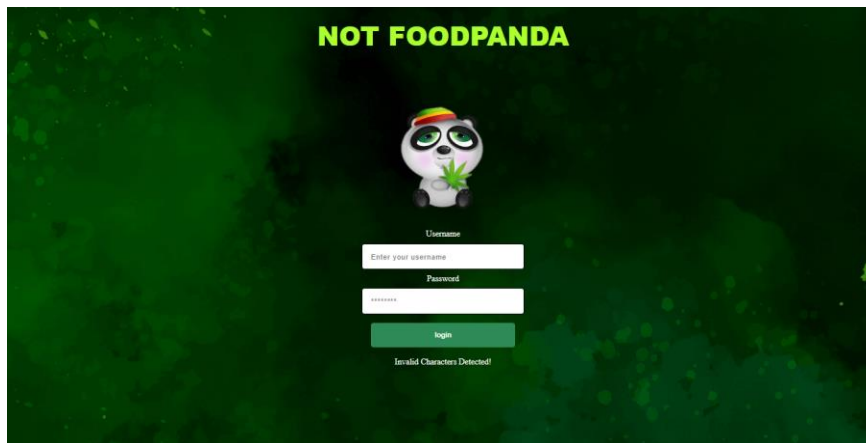 NOT FOODPANDA
Username
Enter your username
Password
********
login
Invalid Characters Detected!